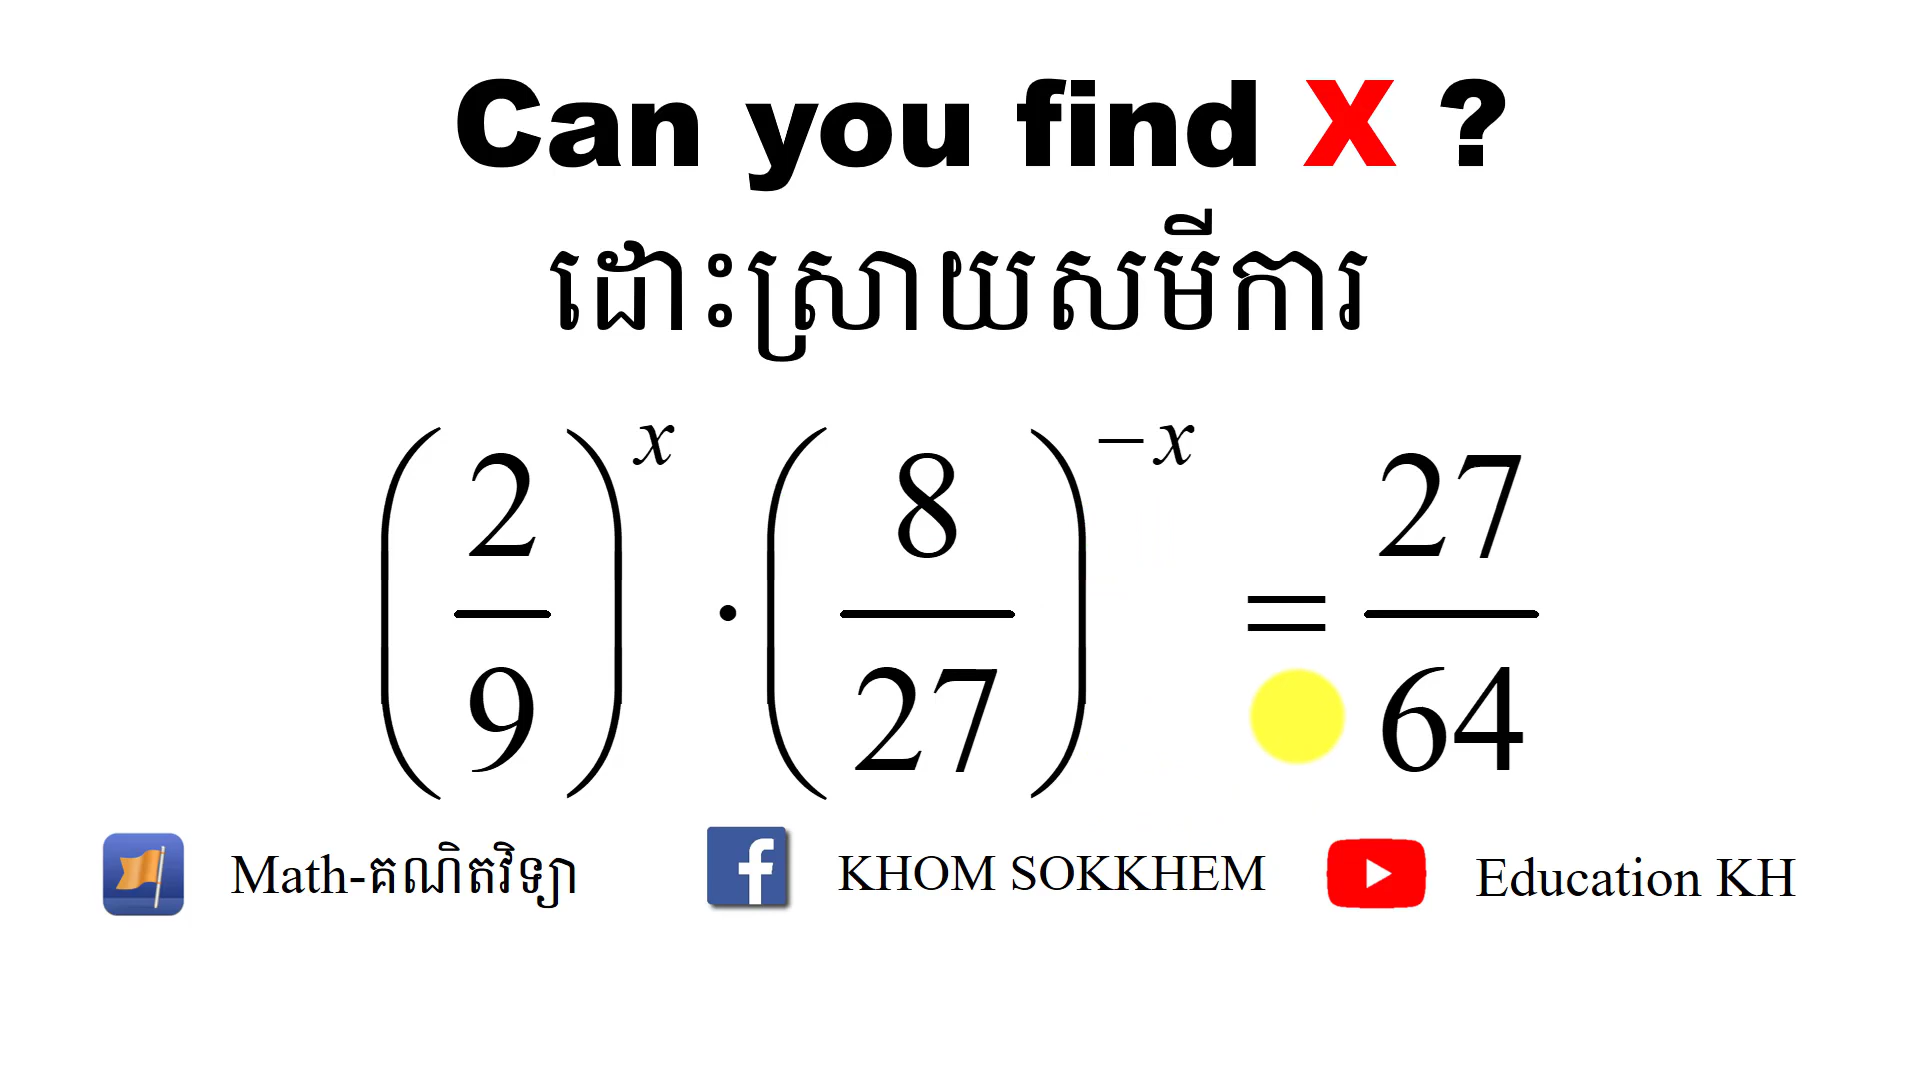 Can you find X ?
ដោះស្រាយសមីការ
(2/9)^x · (8/27)^(−x) = 27/64
Math-គណិតវិទ្យា KHOM SOKKHEM Education KH